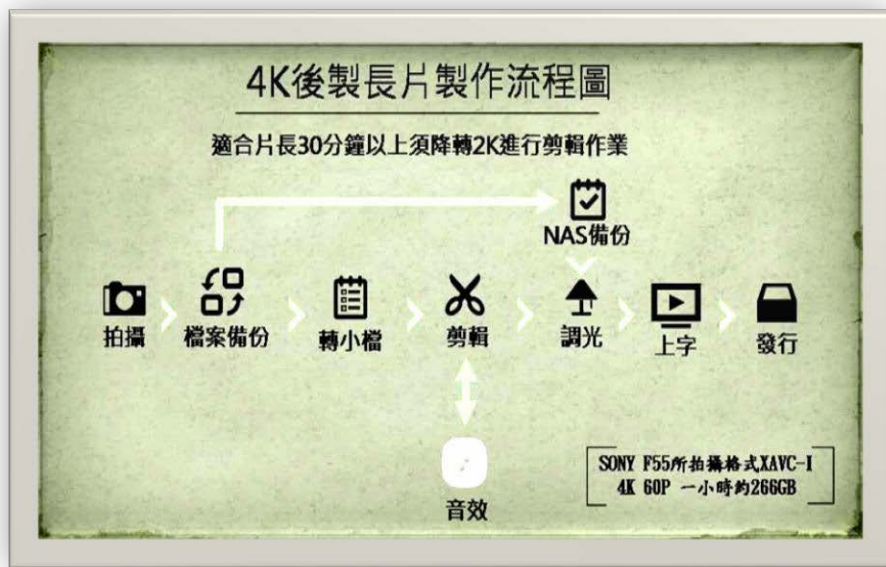 4K後製長片製作流程圖
適合片長30分鐘以上須降轉2K進行剪輯作業
NAS備份
拍攝
檔案備份
轉小檔
剪輯
調光
上字
發行
音效
SONY F55所拍攝格式XAVC-I
4K 60P 一小時約266GB